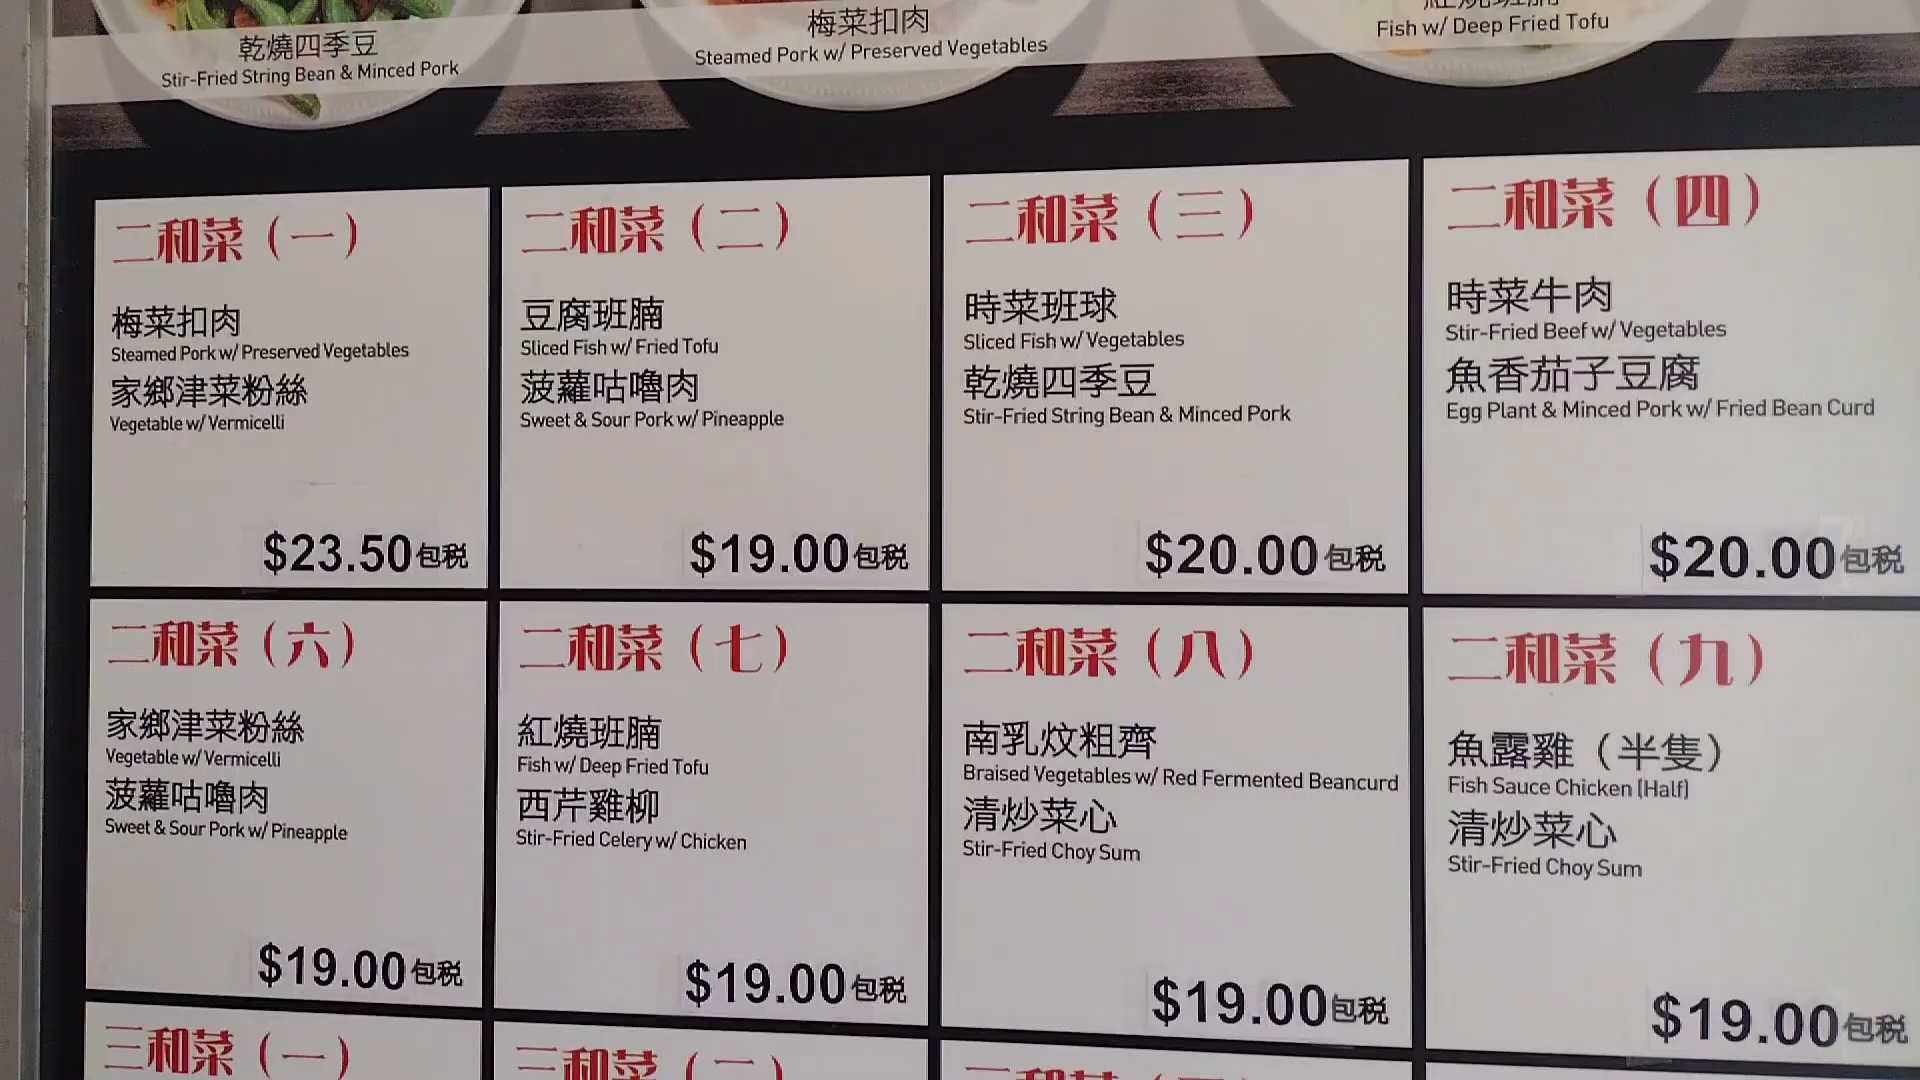 乾燒四季豆
Stir-Fried String Bean & Minced Pork
梅菜扣肉
Steamed Pork w/ Preserved Vegetables
Fish w/ Deep Fried Tofu
二和菜（一）
梅菜扣肉
Steamed Pork w/ Preserved Vegetables
家鄉津菜粉絲
Vegetable w/ Vermicelli
$23.50包税
二和菜（二）
豆腐班腩
Sliced Fish w/ Fried Tofu
菠蘿咕嚕肉
Sweet & Sour Pork w/ Pineapple
$19.00包税
二和菜（三）
時菜班球
Sliced Fish w/ Vegetables
乾燒四季豆
Stir-Fried String Bean & Minced Pork
$20.00包税
二和菜（四）
時菜牛肉
Stir-Fried Beef w/ Vegetables
魚香茄子豆腐
Egg Plant & Minced Pork w/ Fried Bean Curd
$20.00包税
二和菜（六）
家鄉津菜粉絲
Vegetable w/ Vermicelli
菠蘿咕嚕肉
Sweet & Sour Pork w/ Pineapple
$19.00包税
二和菜（七）
紅燒班腩
Fish w/ Deep Fried Tofu
西芹雞柳
Stir-Fried Celery w/ Chicken
$19.00包税
二和菜（八）
南乳炆粗齊
Braised Vegetables w/ Red Fermented Beancurd
清炒菜心
Stir-Fried Choy Sum
$19.00包税
二和菜（九）
魚露雞（半隻）
Fish Sauce Chicken (Half)
清炒菜心
Stir-Fried Choy Sum
$19.00包税
三和菜（一）
三和菜（二）